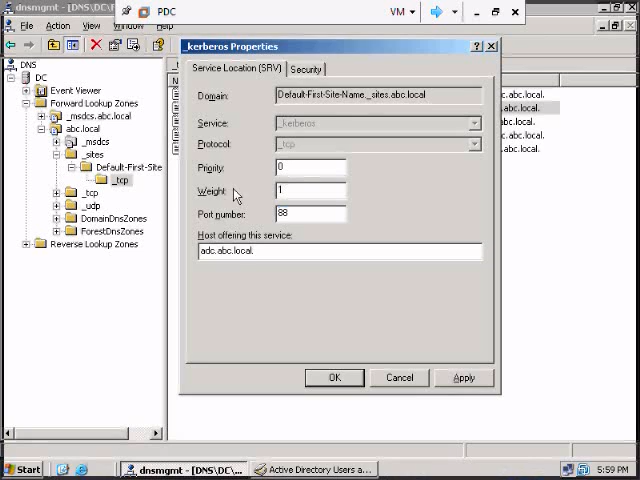 dnsmgmt - [DNS\DC\F
PDC
VM
File
Action
View
Window
Help
_kerberos Properties
Service Location (SRV)
Security
DNS
DC
Event Viewer
Forward Lookup Zones
_msdcs.abc.local
abc.local
_msdcs
_sites
Default-First-Site
_tcp
_tcp
_udp
DomainDnsZones
ForestDnsZones
Reverse Lookup Zones
Domain:
Default-First-Site-Name._sites.abc.local
Service:
_kerberos
Protocol:
_tcp
Priority:
0
Weight:
1
Port number:
88
Host offering this service:
adc.abc.local.
.abc.local.
.abc.local.
.abc.local.
.abc.local.
.abc.local.
OK
Cancel
Apply
Start
dnsmgmt - [DNS\DC\...
Active Directory Users a...
5:59 PM